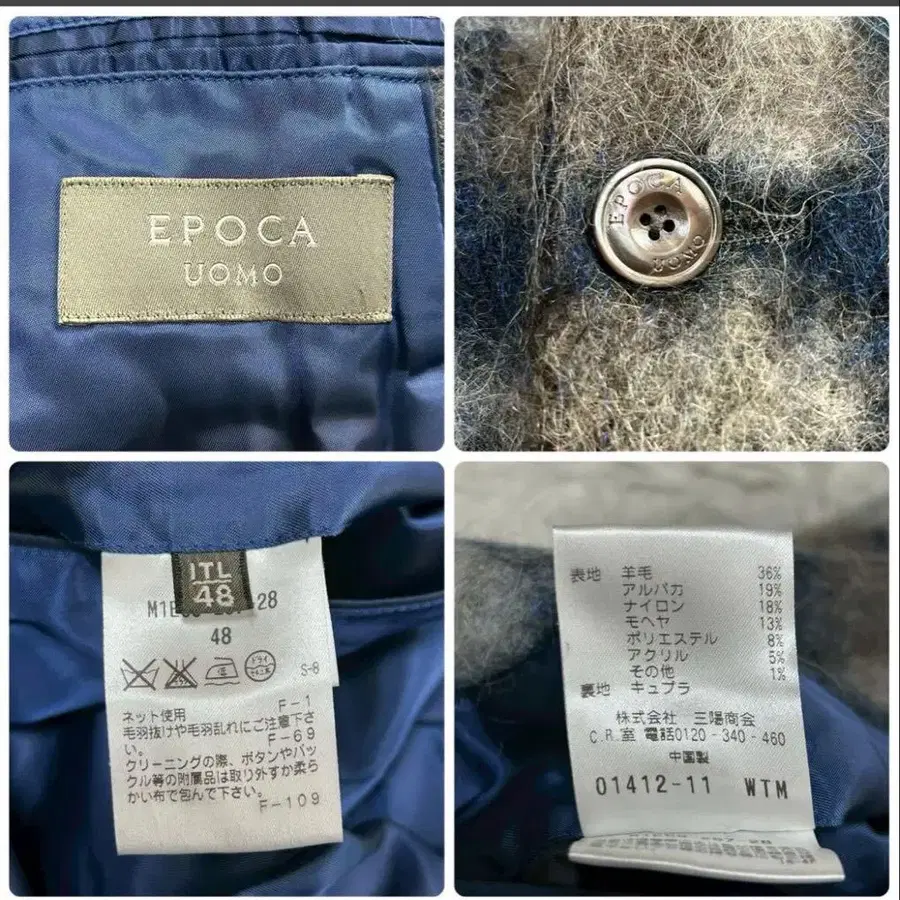 EPOCA
UOMO
EPOCA
UOMO
ITL
48
28
48
S-8
ドライ
F-1
ネット使用
毛羽抜けや毛羽乱れにご注意下さ
い。
F-69
クリーニングの際、ボタンやバッ
クル等の附属品は取り外すか柔ら
かい布で包んで下さい。
F-109
表地 羊毛 36%
アルパカ 19%
ナイロン 18%
モヘヤ 13%
ポリエステル 8%
アクリル 5%
その他 1%
裏地 キュプラ
株式会社 三陽商会
C.R.室 電話0120-340-460
中国製
01412-11 WTM